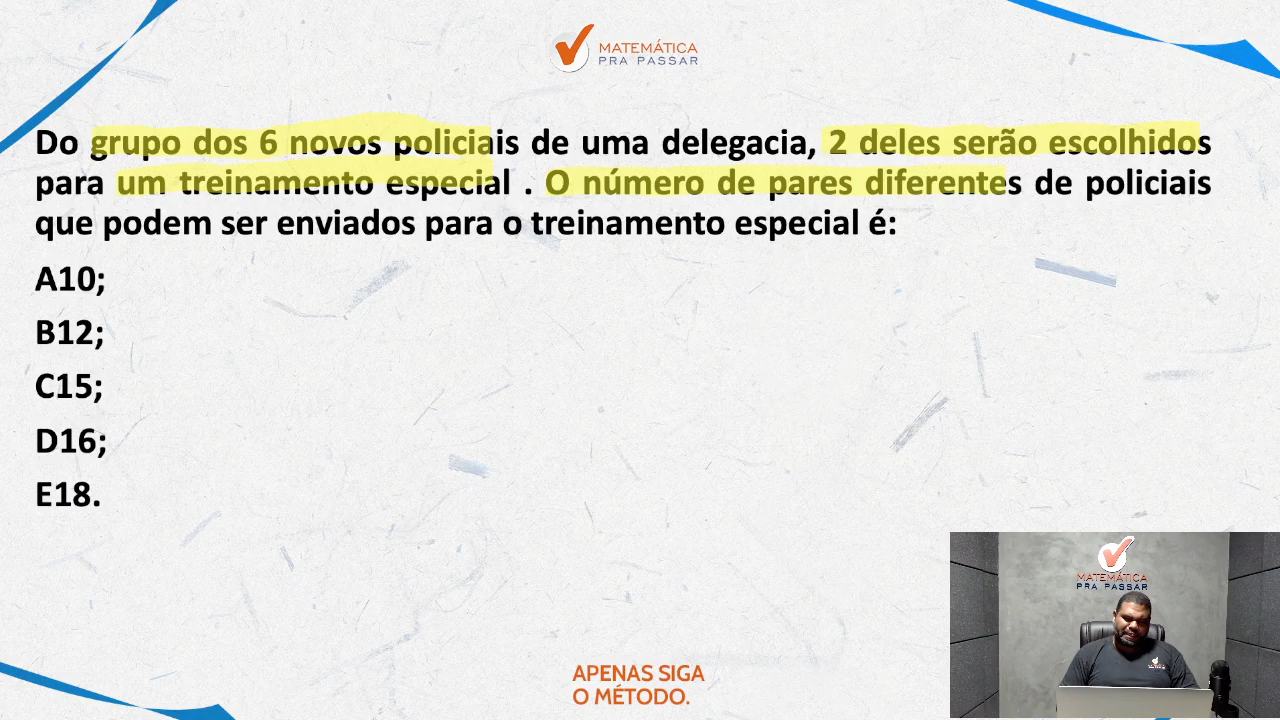 MATEMÁTICA
PRA PASSAR
Do grupo dos 6 novos policiais de uma delegacia, 2 deles serão escolhidos
para um treinamento especial . O número de pares diferentes de policiais
que podem ser enviados para o treinamento especial é:
A10;
B12;
C15;
D16;
E18.
MATEMÁTICA
PRA PASSAR
APENAS SIGA
O MÉTODO.